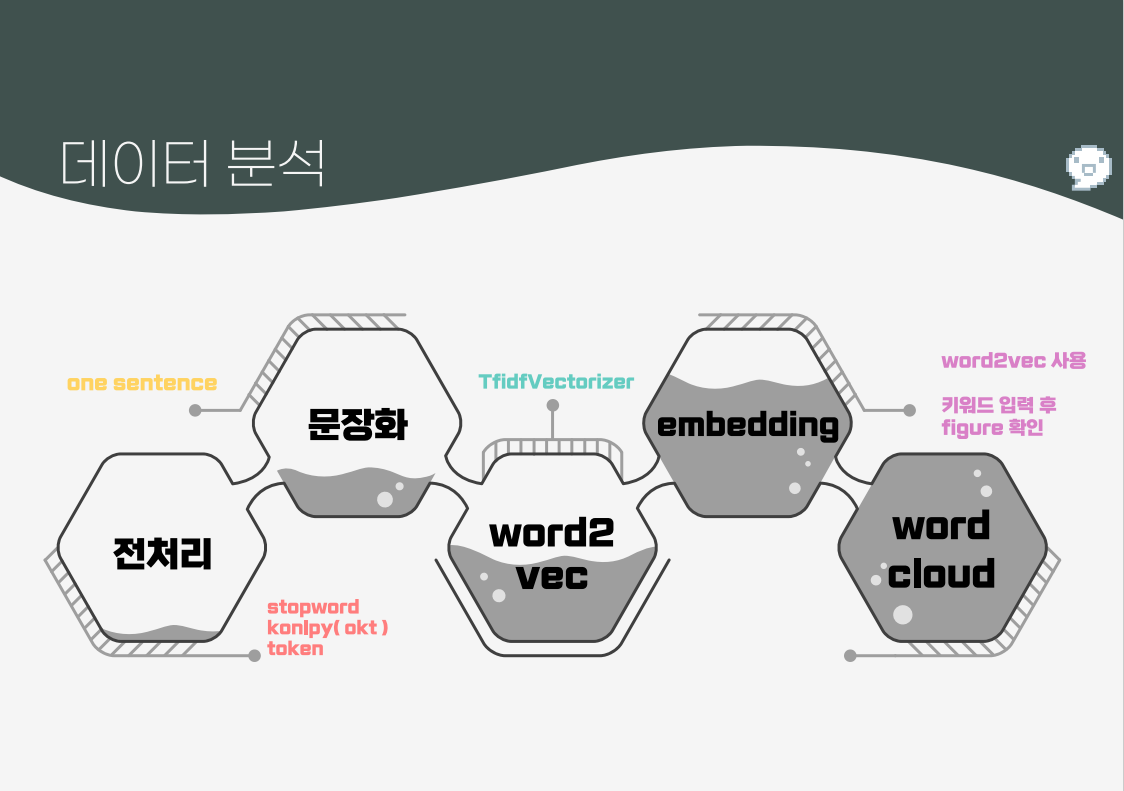 데이터 분석
one sentence
문장화
전처리
stopword
konlpy( okt )
token
TfidfVectorizer
word2
vec
embedding
word2vec 사용
키워드 입력 후
figure 확인
word
cloud